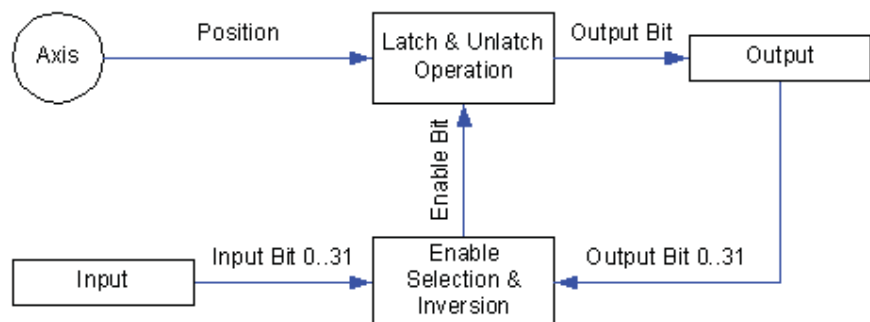 Axis
Position
Latch & Unlatch
Operation
Output Bit
Output
Enable Bit
Input
Input Bit 0..31
Enable
Selection &
Inversion
Output Bit 0..31